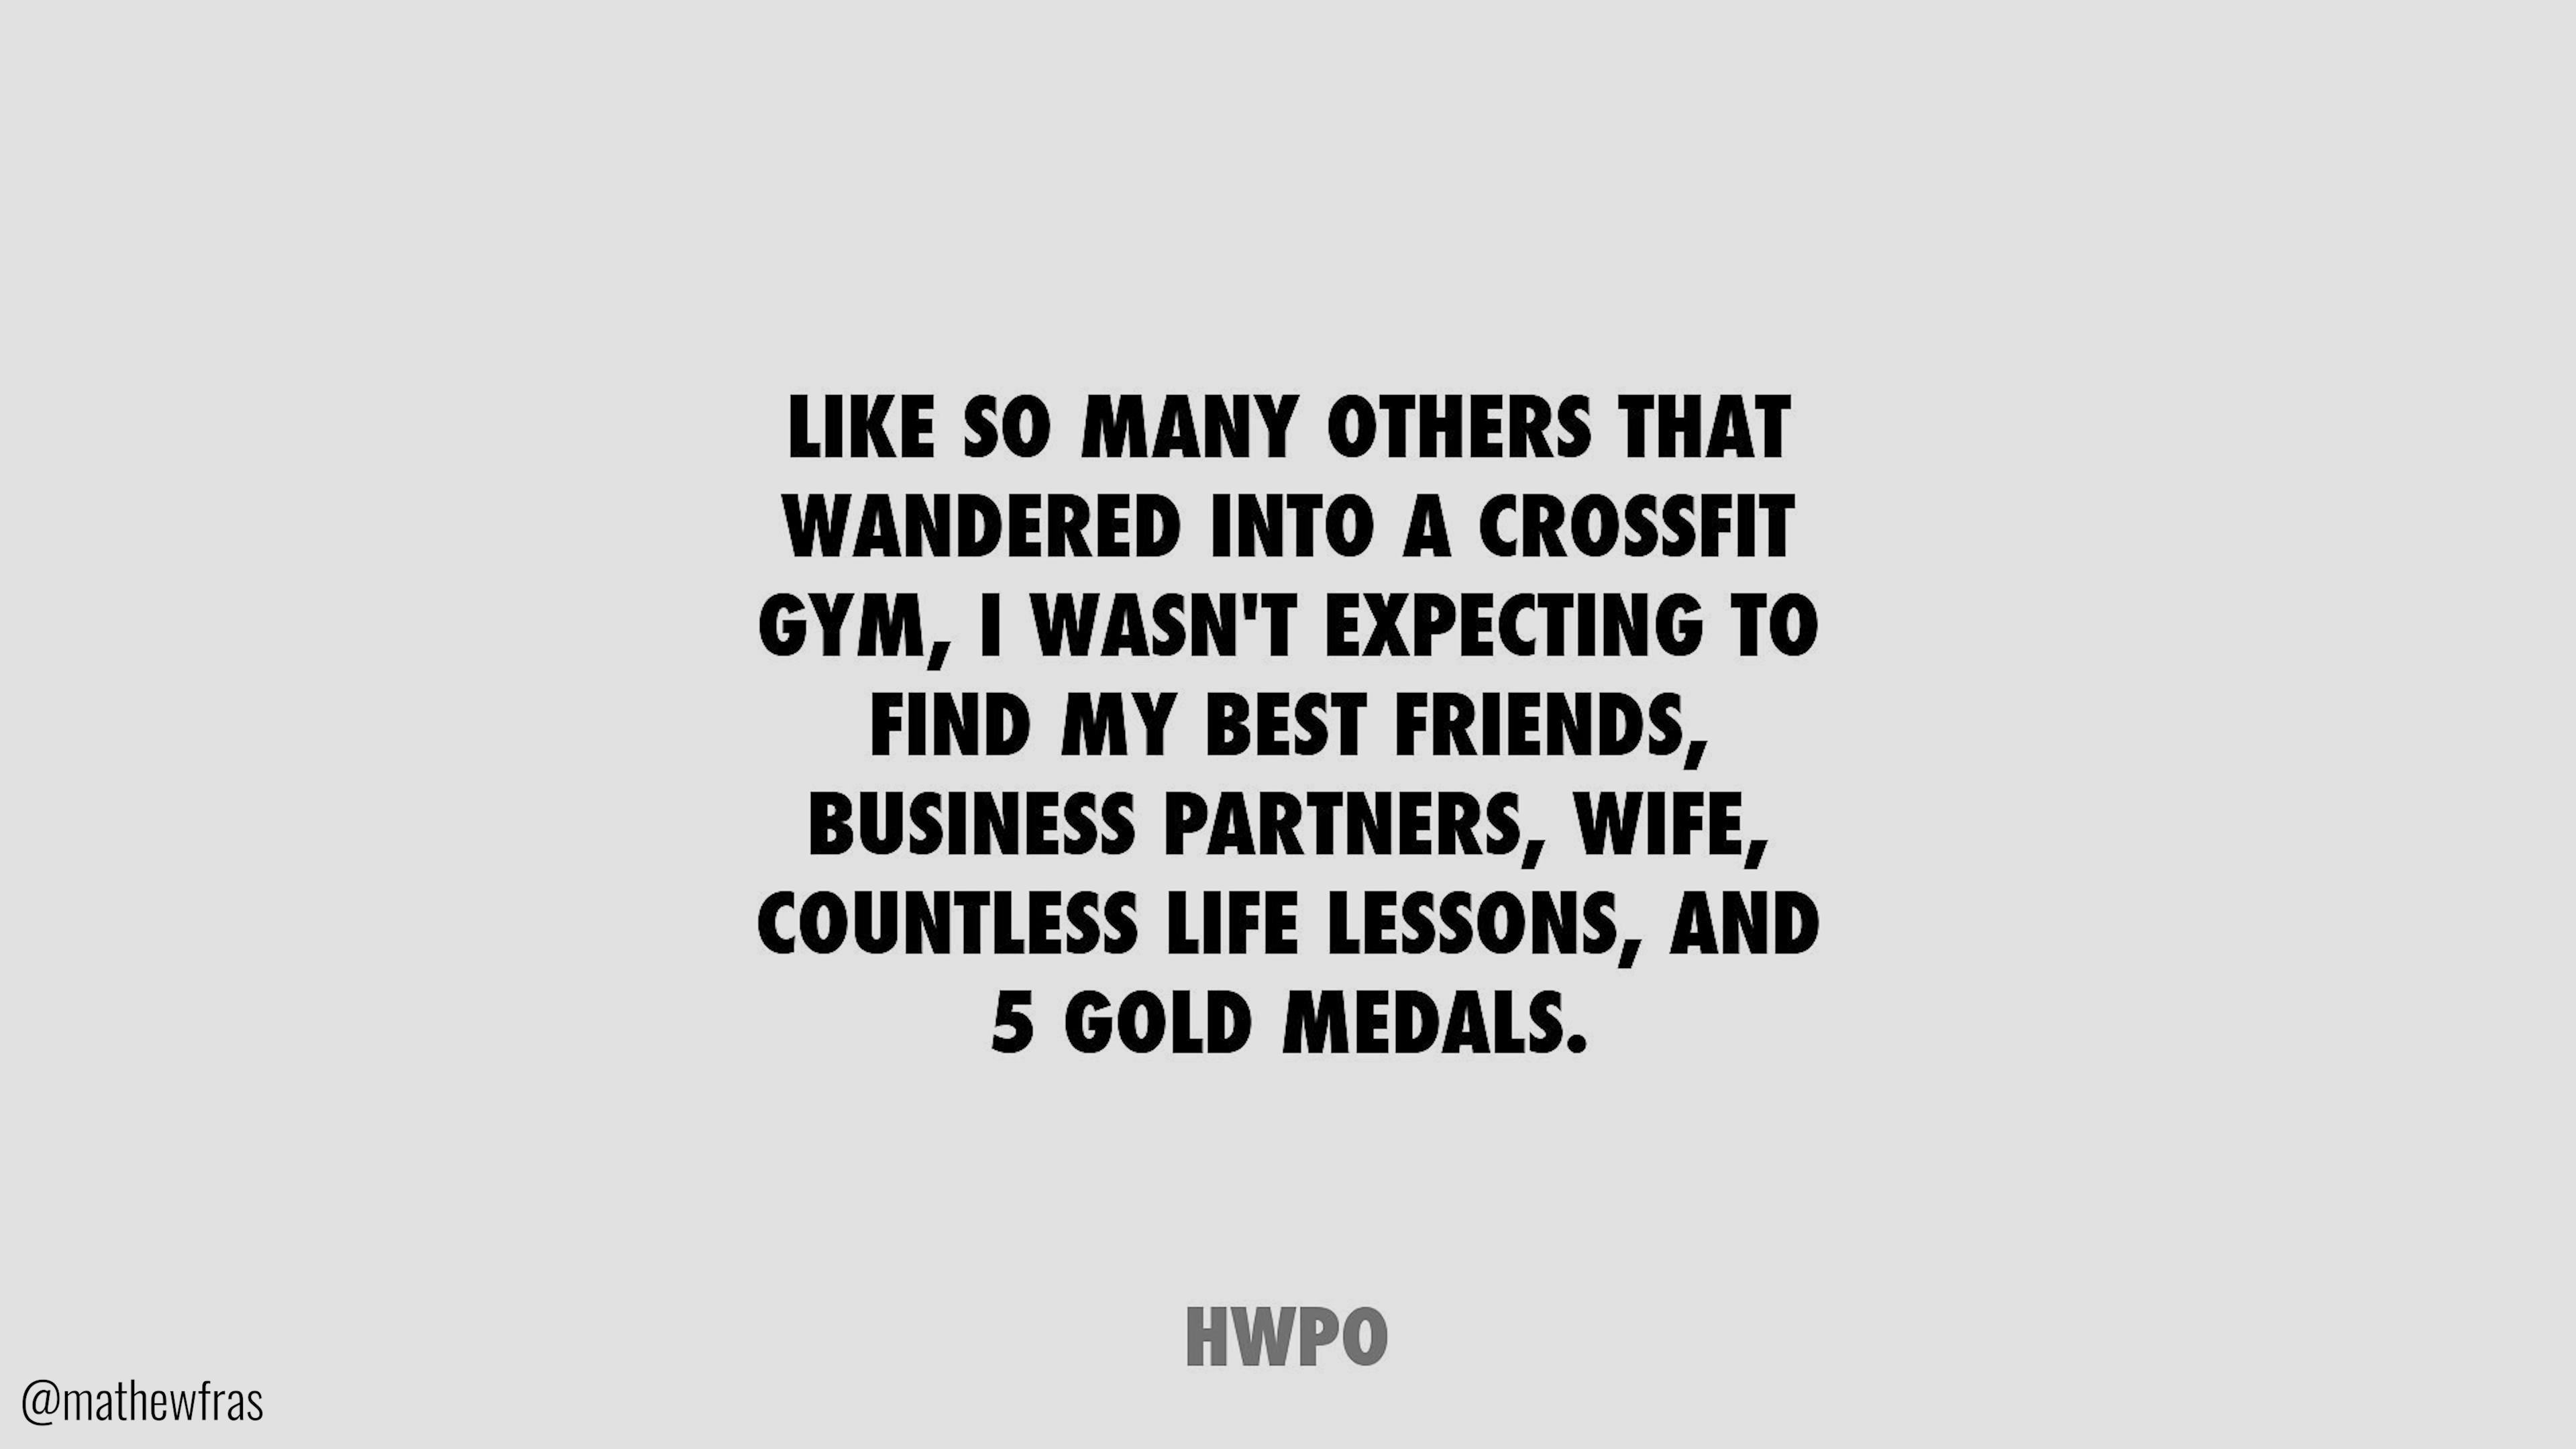 LIKE SO MANY OTHERS THAT
WANDERED INTO A CROSSFIT
GYM, I WASN'T EXPECTING TO
FIND MY BEST FRIENDS,
BUSINESS PARTNERS, WIFE,
COUNTLESS LIFE LESSONS, AND
5 GOLD MEDALS.
HWPO
@mathewfras